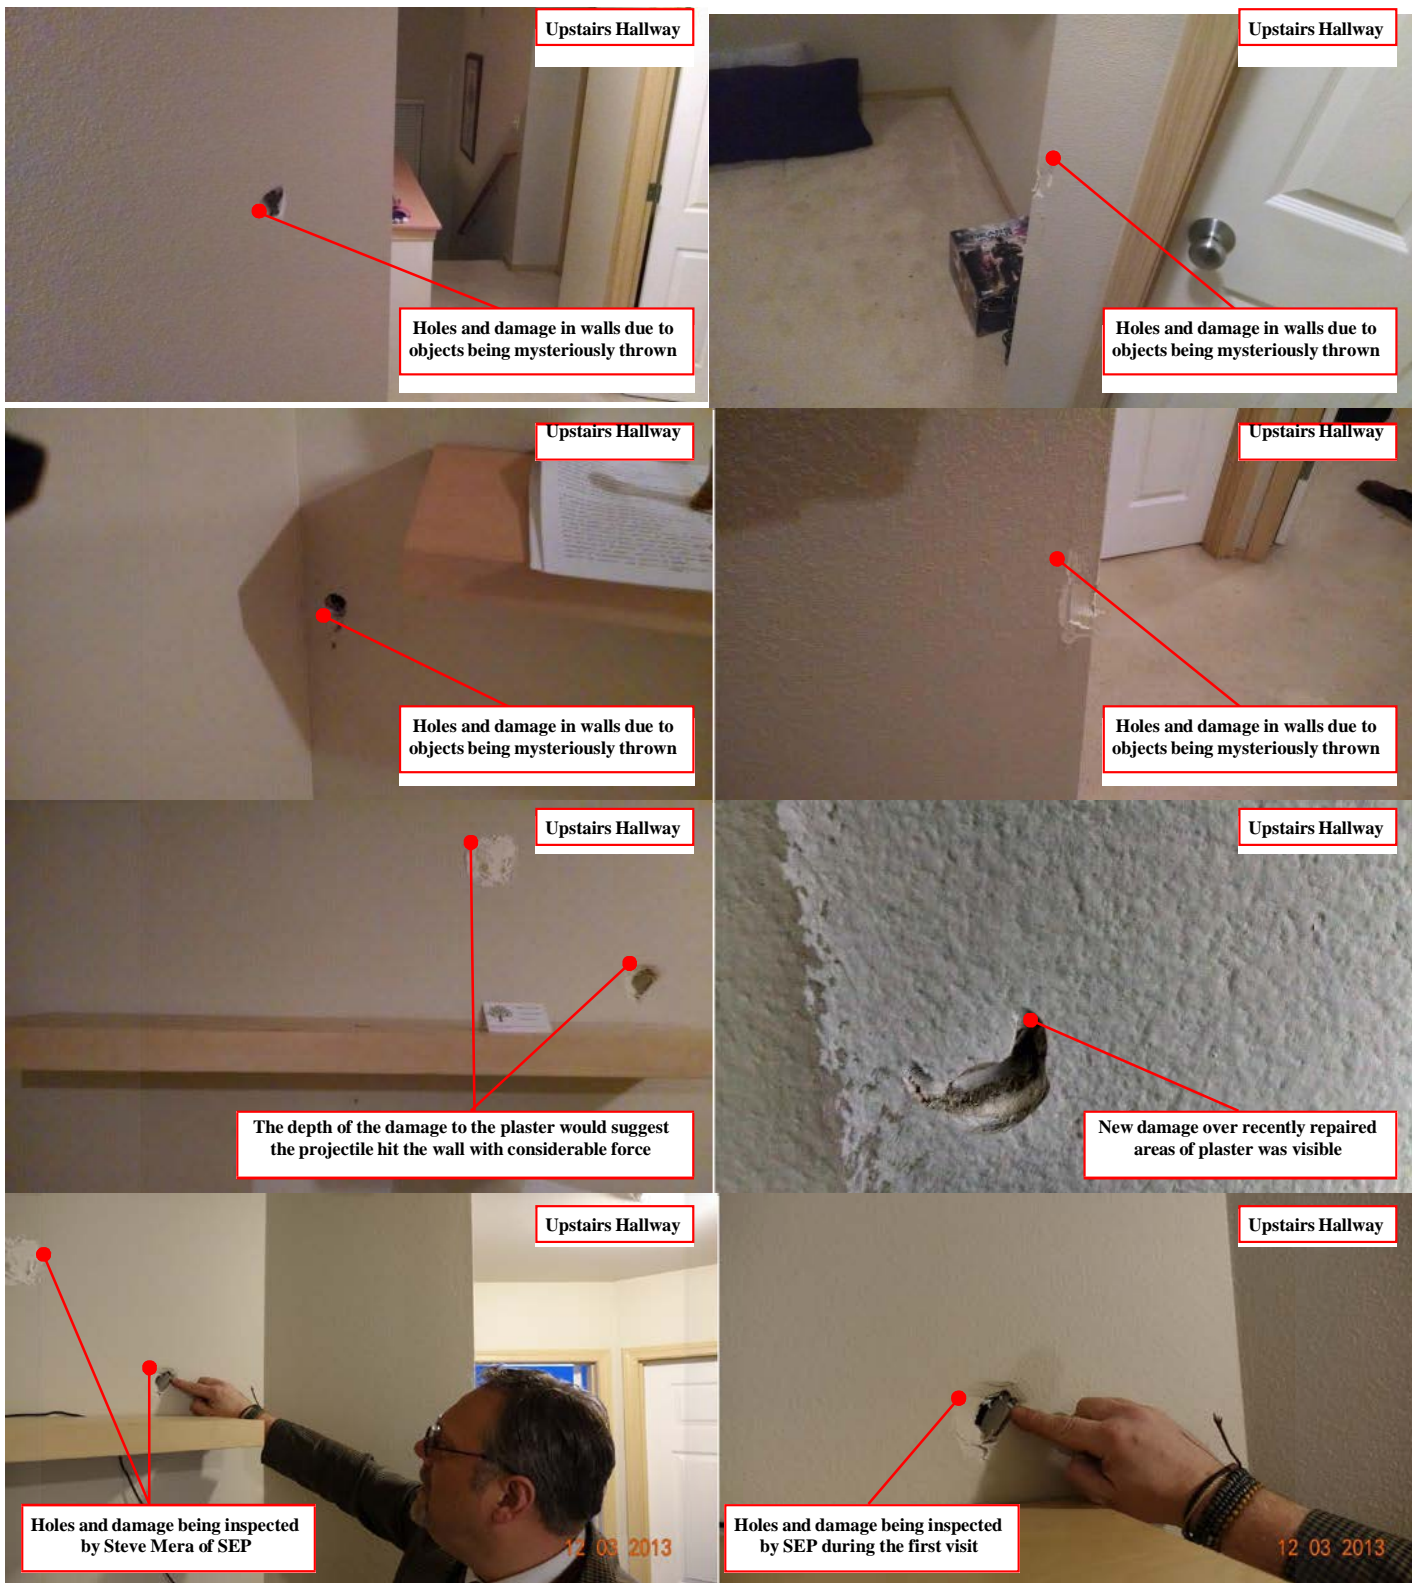 Upstairs Hallway
Upstairs Hallway
Holes and damage in walls due to
objects being mysteriously thrown
Holes and damage in walls due to
objects being mysteriously thrown
Upstairs Hallway
Upstairs Hallway
Holes and damage in walls due to
objects being mysteriously thrown
Holes and damage in walls due to
objects being mysteriously thrown
Upstairs Hallway
Upstairs Hallway
The depth of the damage to the plaster would suggest
the projectile hit the wall with considerable force
New damage over recently repaired
areas of plaster was visible
Upstairs Hallway
Upstairs Hallway
Holes and damage being inspected
by Steve Mera of SEP
12 03 2013
Holes and damage being inspected
by SEP during the first visit
12 03 2013